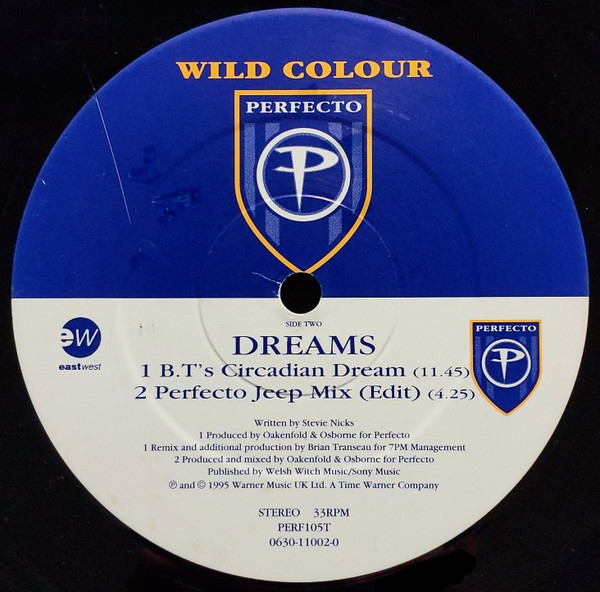 WILD COLOUR
PERFECTO
P
ew
eastwest
SIDE TWO
DREAMS
1 B.T's Circadian Dream (11.45)
2 Perfecto Jeep Mix (Edit) (4.25)
PERFECTO
P
Written by Stevie Nicks
1 Produced by Oakenfold & Osborne for Perfecto
1 Remix and additional production by Brian Transeau for 7PM Management
2 Produced and mixed by Oakenfold & Osborne for Perfecto
Published by Welsh Witch Music/Sony Music
℗ and © 1995 Warner Music UK Ltd. A Time Warner Company
STEREO 33RPM
PERF105T
0630-11002-0